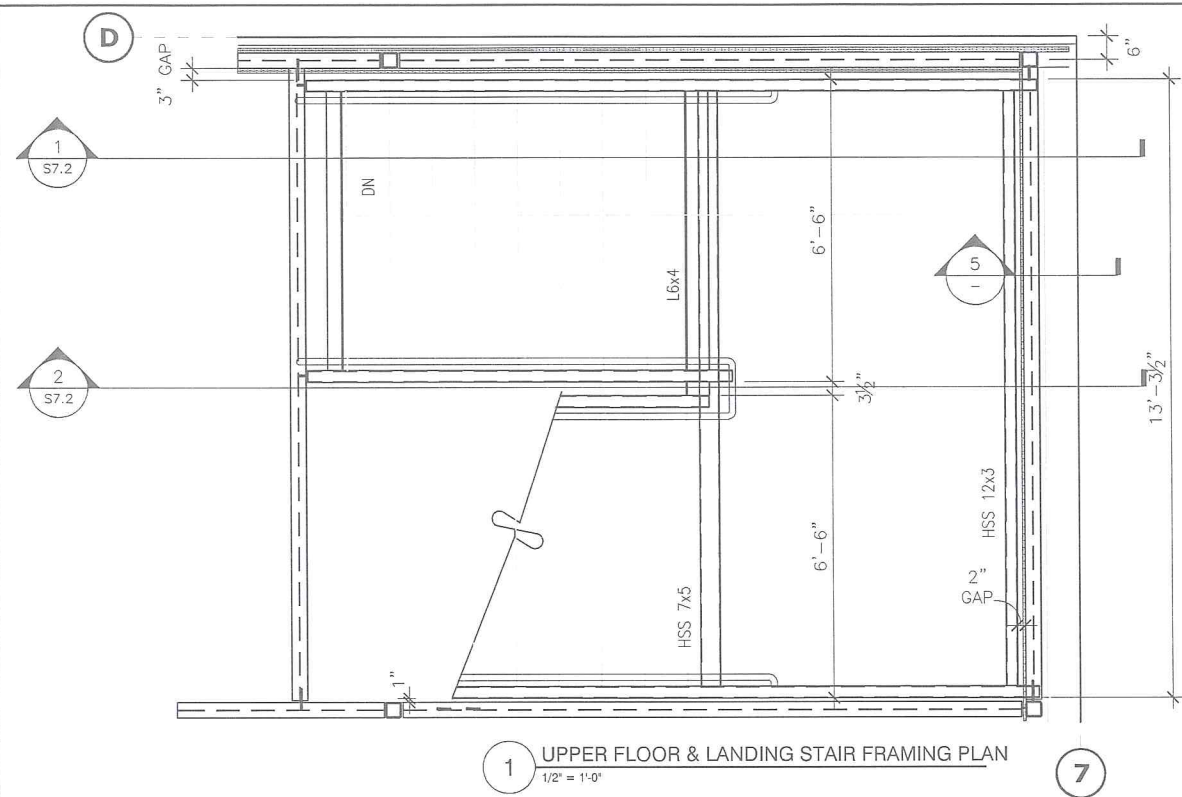 D
3" GAP
6"
1
S7.2
DN
6'-6"
L6x4
5
-
2
S7.2
3½"
13'-3½"
HSS 12x3
6'-6"
HSS 7x5
2"
GAP
1"
1 UPPER FLOOR & LANDING STAIR FRAMING PLAN
1/2" = 1'-0"
7